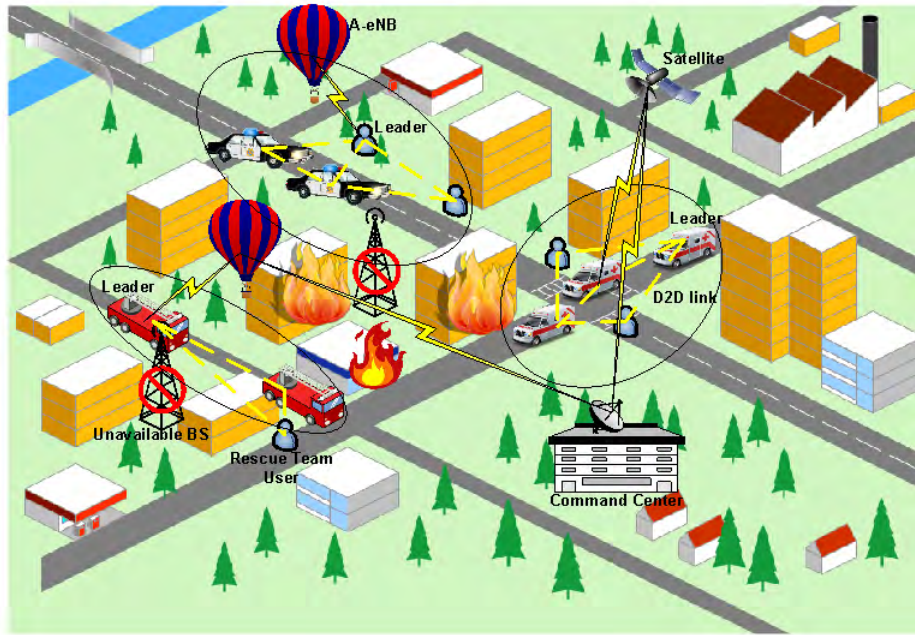 A-eNB
Satellite
Leader
Leader
Leader
D2D link
Unavailable BS
Rescue Team
User
Command Center